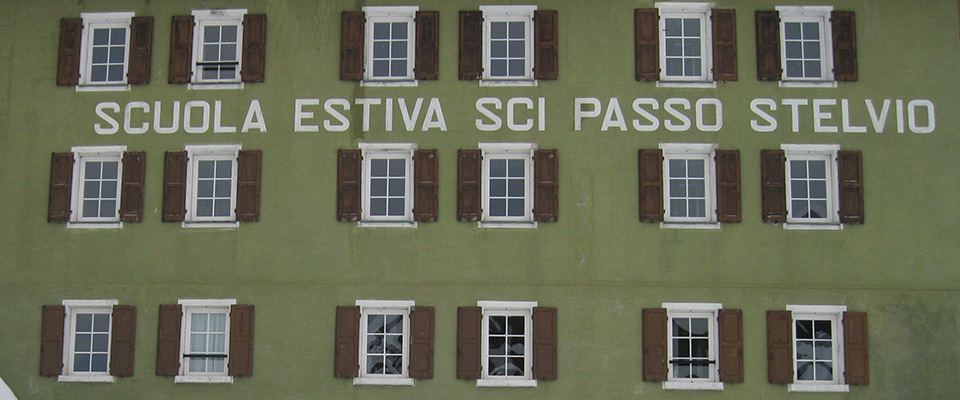 SCUOLA ESTIVA SCI PASSO STELVIO